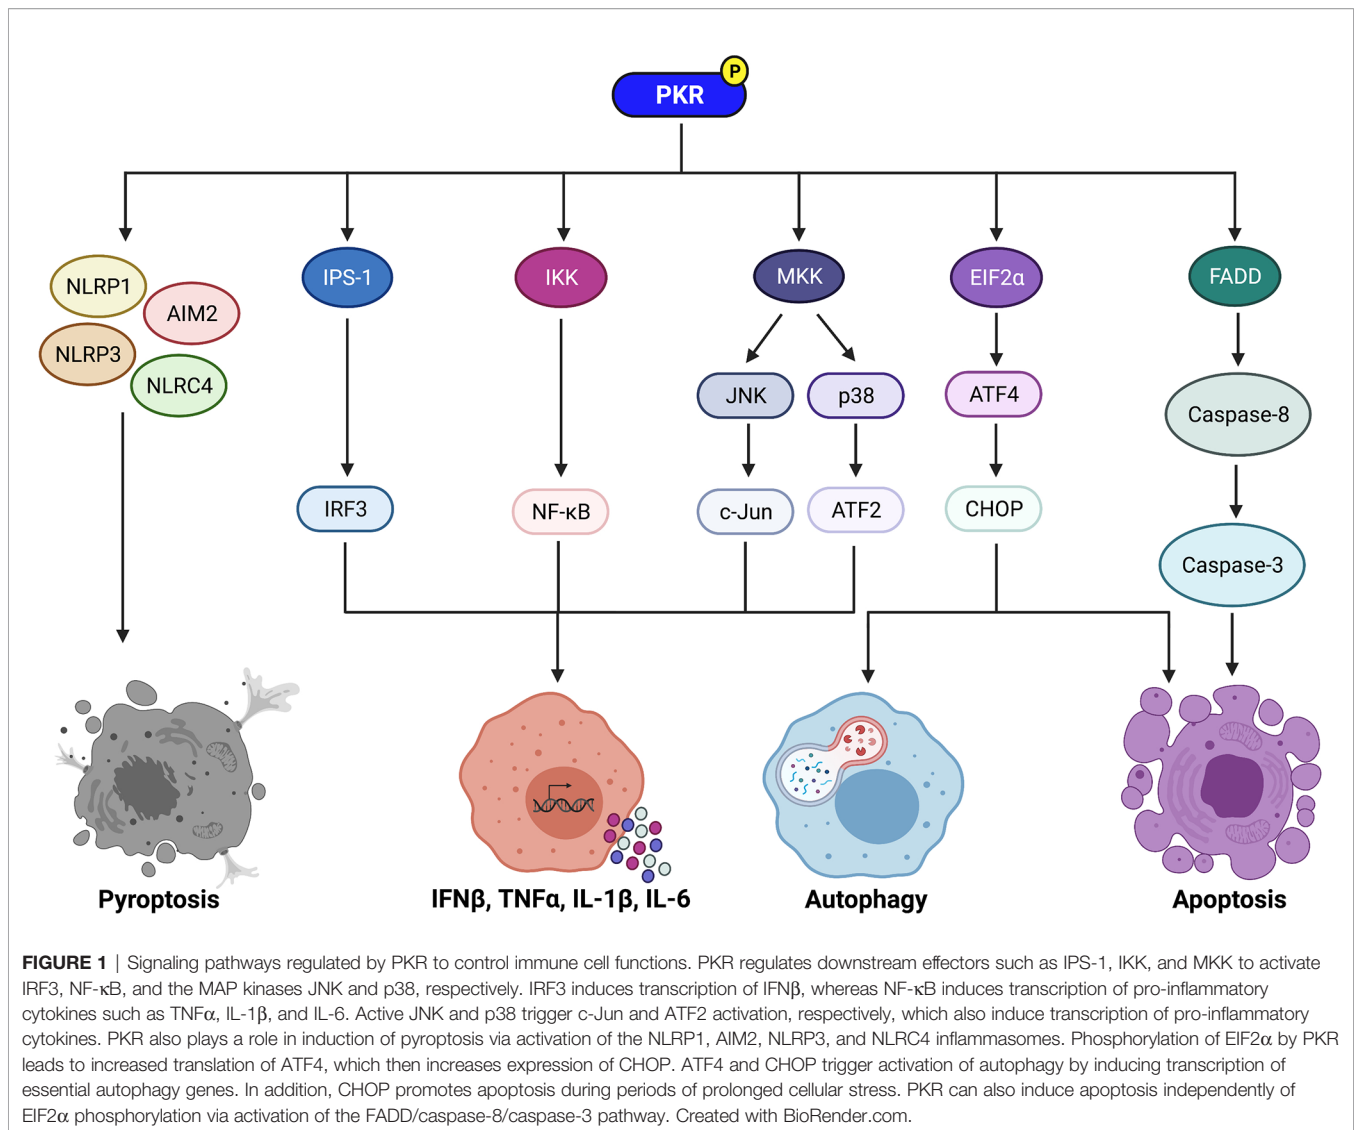 P
PKR
NLRP1
AIM2
NLRP3
NLRC4
IPS-1
IKK
MKK
EIF2α
FADD
JNK
p38
ATF4
Caspase-8
IRF3
NF-κB
c-Jun
ATF2
CHOP
Caspase-3
Pyroptosis
IFNβ, TNFα, IL-1β, IL-6
Autophagy
Apoptosis
FIGURE 1 | Signaling pathways regulated by PKR to control immune cell functions. PKR regulates downstream effectors such as IPS-1, IKK, and MKK to activate
IRF3, NF-κB, and the MAP kinases JNK and p38, respectively. IRF3 induces transcription of IFNβ, whereas NF-κB induces transcription of pro-inflammatory
cytokines such as TNFα, IL-1β, and IL-6. Active JNK and p38 trigger c-Jun and ATF2 activation, respectively, which also induce transcription of pro-inflammatory
cytokines. PKR also plays a role in induction of pyroptosis via activation of the NLRP1, AIM2, NLRP3, and NLRC4 inflammasomes. Phosphorylation of EIF2α by PKR
leads to increased translation of ATF4, which then increases expression of CHOP. ATF4 and CHOP trigger activation of autophagy by inducing transcription of
essential autophagy genes. In addition, CHOP promotes apoptosis during periods of prolonged cellular stress. PKR can also induce apoptosis independently of
EIF2α phosphorylation via activation of the FADD/caspase-8/caspase-3 pathway. Created with BioRender.com.